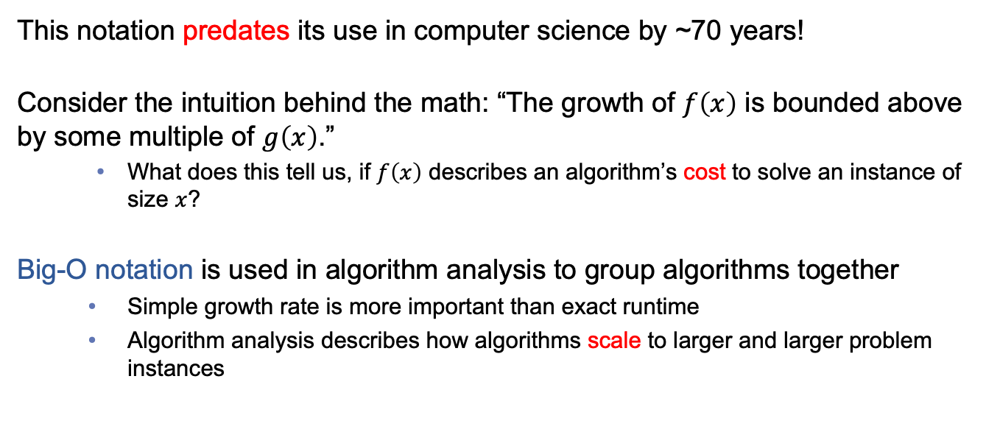 This notation predates its use in computer science by ~70 years!
Consider the intuition behind the math: “The growth of f(x) is bounded above
by some multiple of g(x).”
• What does this tell us, if f(x) describes an algorithm’s cost to solve an instance of
size x?
Big-O notation is used in algorithm analysis to group algorithms together
• Simple growth rate is more important than exact runtime
• Algorithm analysis describes how algorithms scale to larger and larger problem
instances